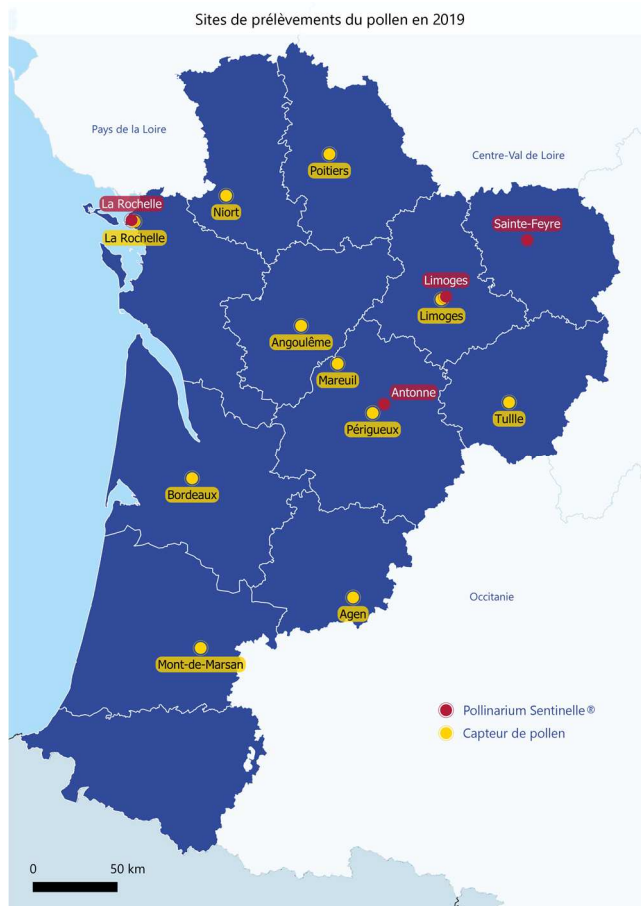 Sites de prélèvements du pollen en 2019
Pays de la Loire
Centre-Val de Loire
Poitiers
La Rochelle
Niort
La Rochelle
Sainte-Feyre
Limoges
Limoges
Angoulême
Mareuil
Antonne
Périgueux
Tullle
Bordeaux
Occitanie
Agen
Mont-de-Marsan
Pollinarium Sentinelle®
Capteur de pollen
0 50 km